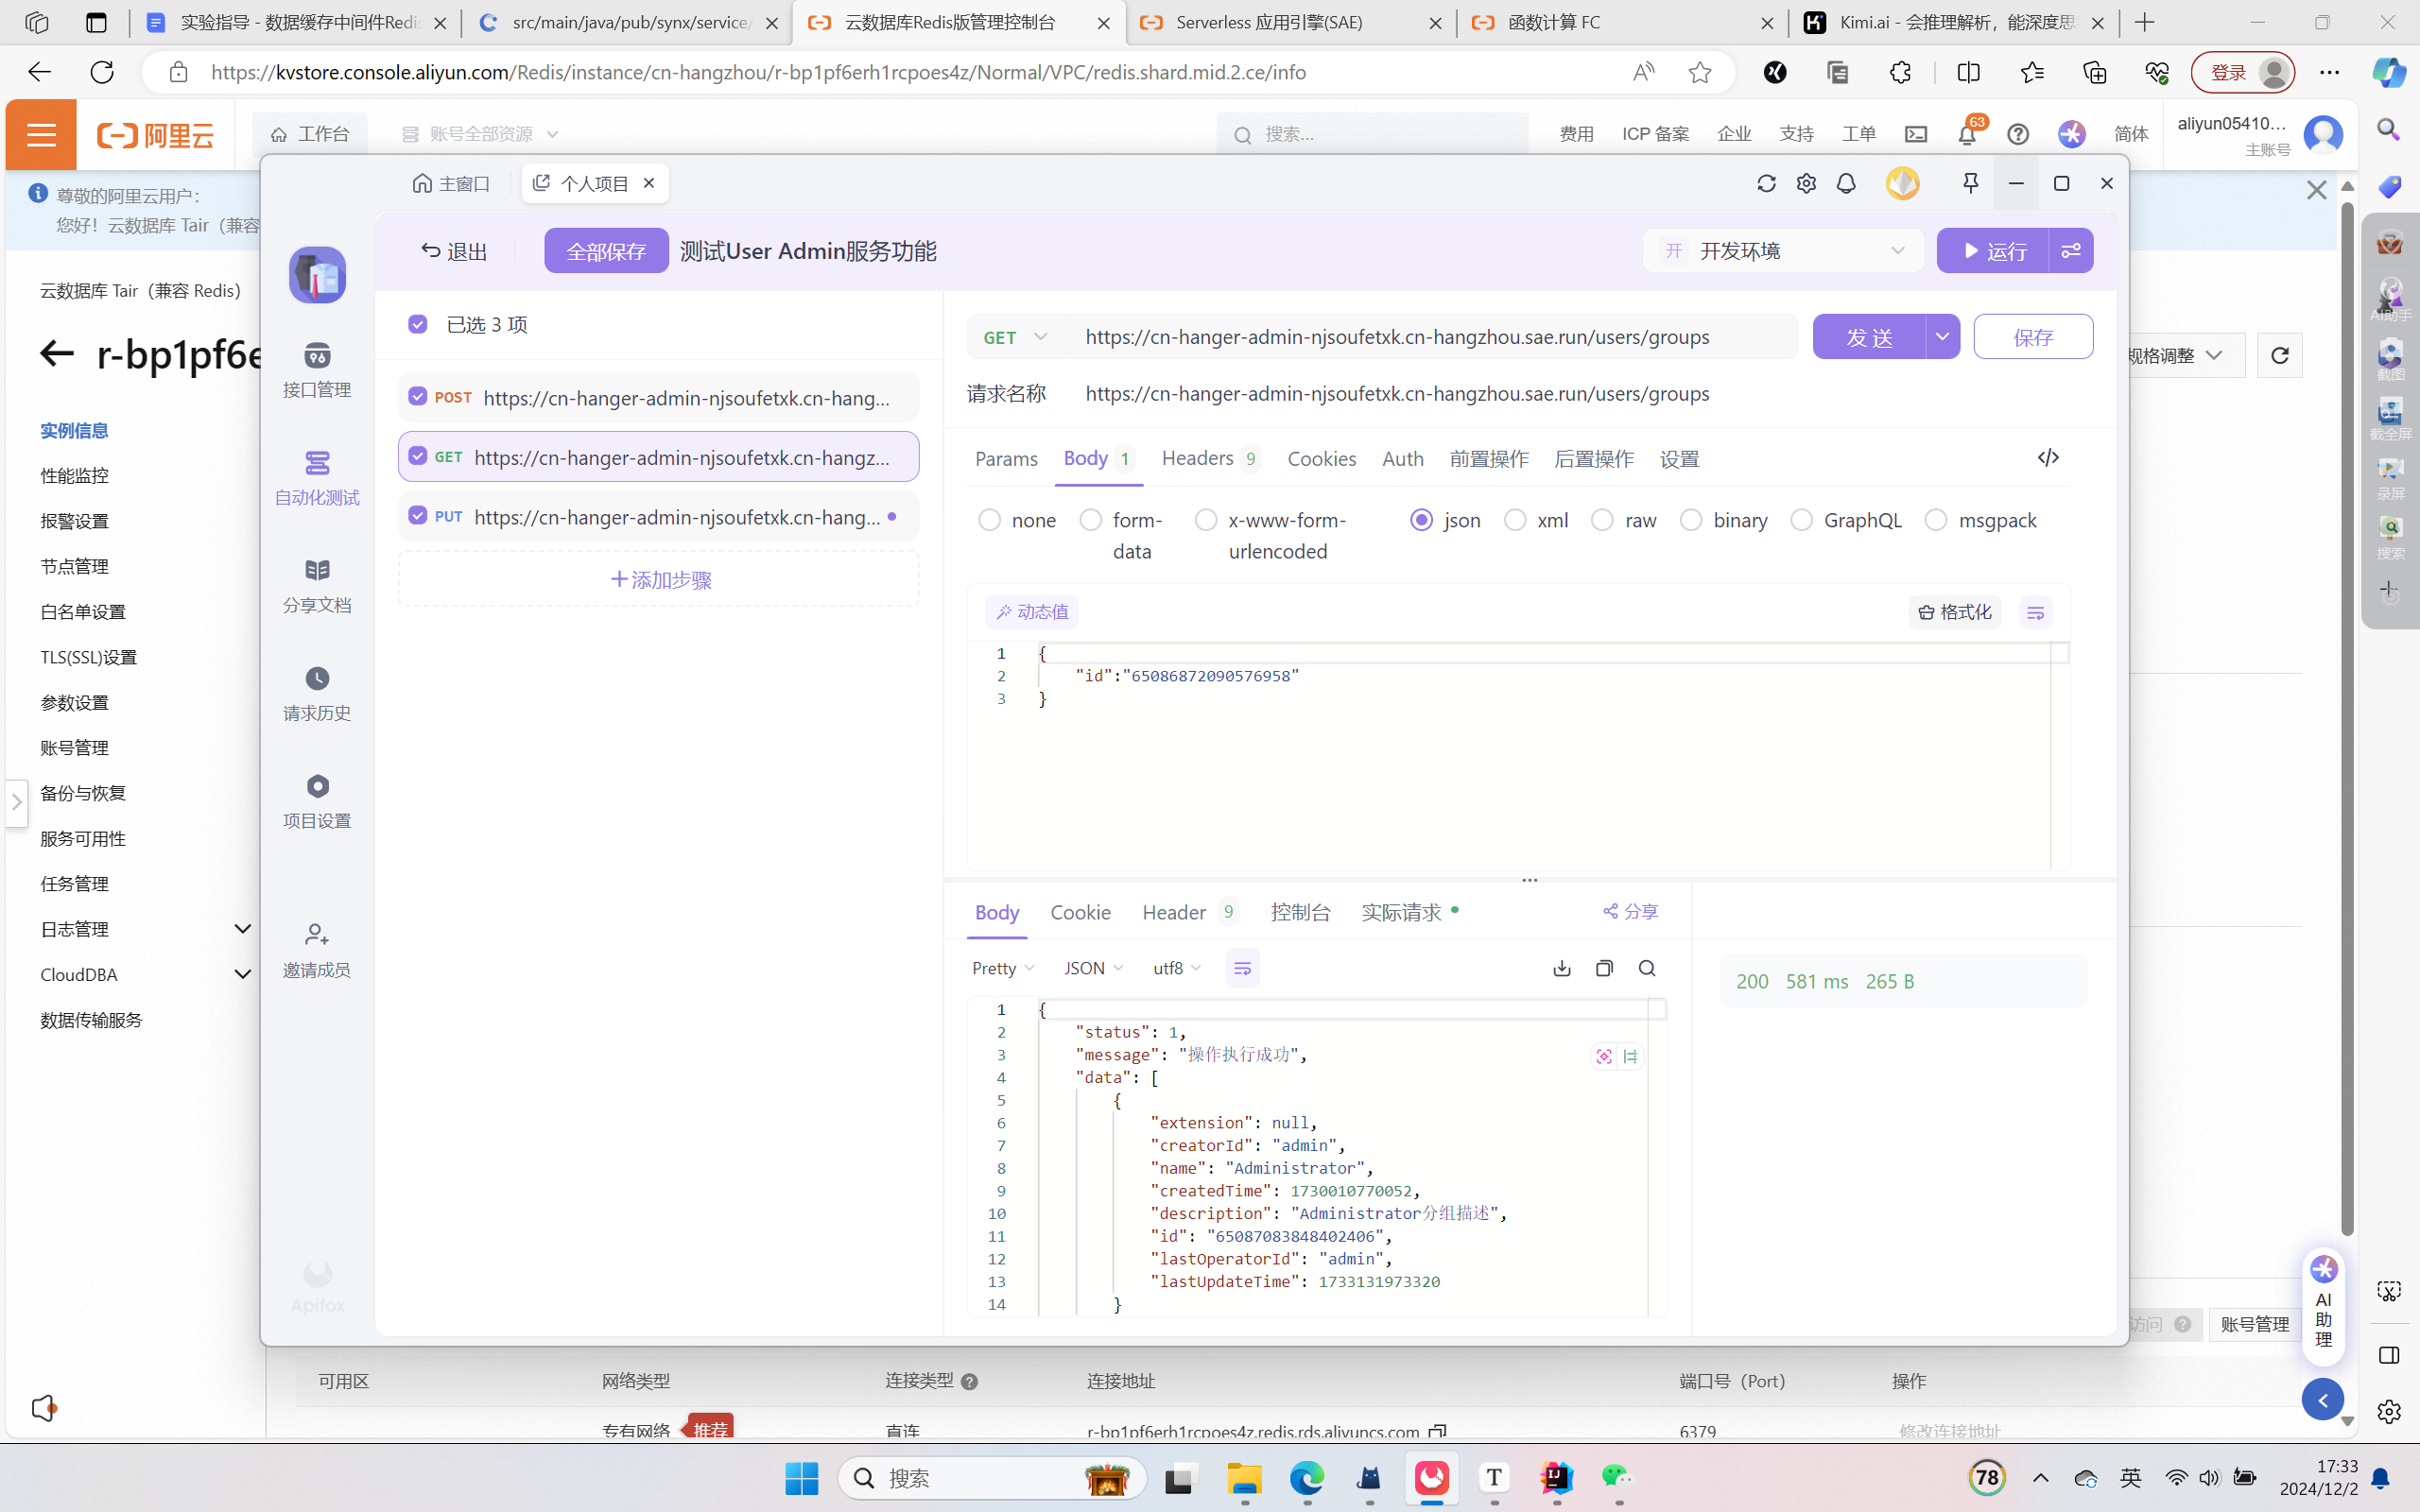 实验指导 - 数据缓存中间件Redis
src/main/java/pub/synx/service/
云数据库Redis版管理控制台
Serverless 应用引擎(SAE)
函数计算 FC
Kimi.ai - 会推理解析，能深度思
https://kvstore.console.aliyun.com/Redis/instance/cn-hangzhou/r-bp1pf6erh1rcpoes4z/Normal/VPC/redis.shard.mid.2.ce/info
登录
阿里云
工作台
账号全部资源
搜索...
费用
ICP 备案
企业
支持
工单
63
简体
aliyun05410...
主账号
尊敬的阿里云用户：
您好！云数据库 Tair（兼容
云数据库 Tair（兼容 Redis）
r-bp1pf6e
规格调整
实例信息
性能监控
报警设置
节点管理
白名单设置
TLS(SSL)设置
参数设置
账号管理
备份与恢复
服务可用性
任务管理
日志管理
CloudDBA
数据传输服务
主窗口
个人项目
退出
全部保存
测试User Admin服务功能
开
开发环境
运行
接口管理
自动化测试
分享文档
请求历史
项目设置
邀请成员
Apifox
已选 3 项
POST https://cn-hanger-admin-njsoufetxk.cn-hang...
GET https://cn-hanger-admin-njsoufetxk.cn-hangz...
PUT https://cn-hanger-admin-njsoufetxk.cn-hang...
添加步骤
GET
https://cn-hanger-admin-njsoufetxk.cn-hangzhou.sae.run/users/groups
发 送
保存
请求名称
https://cn-hanger-admin-njsoufetxk.cn-hangzhou.sae.run/users/groups
Params
Body 1
Headers 9
Cookies
Auth
前置操作
后置操作
设置
none
form-data
x-www-form-urlencoded
json
xml
raw
binary
GraphQL
msgpack
动态值
格式化
1 {
2 "id":"65086872090576958"
3 }
Body
Cookie
Header 9
控制台
实际请求
分享
Pretty
JSON
utf8
200 581 ms 265 B
1 {
2 "status": 1,
3 "message": "操作执行成功",
4 "data": [
5 {
6 "extension": null,
7 "creatorId": "admin",
8 "name": "Administrator",
9 "createdTime": 1730010770052,
10 "description": "Administrator分组描述",
11 "id": "65087083848402406",
12 "lastOperatorId": "admin",
13 "lastUpdateTime": 1733131973320
14 }
访问
账号管理
AI助理
可用区
网络类型
连接类型
连接地址
端口号（Port）
操作
专有网络
推荐
直连
r-bp1pf6erh1rcpoes4z.redis.rds.aliyuncs.com
6379
修改连接地址
AI助手
截图
截全屏
录屏
搜索
搜索
78
英
17:33
2024/12/2